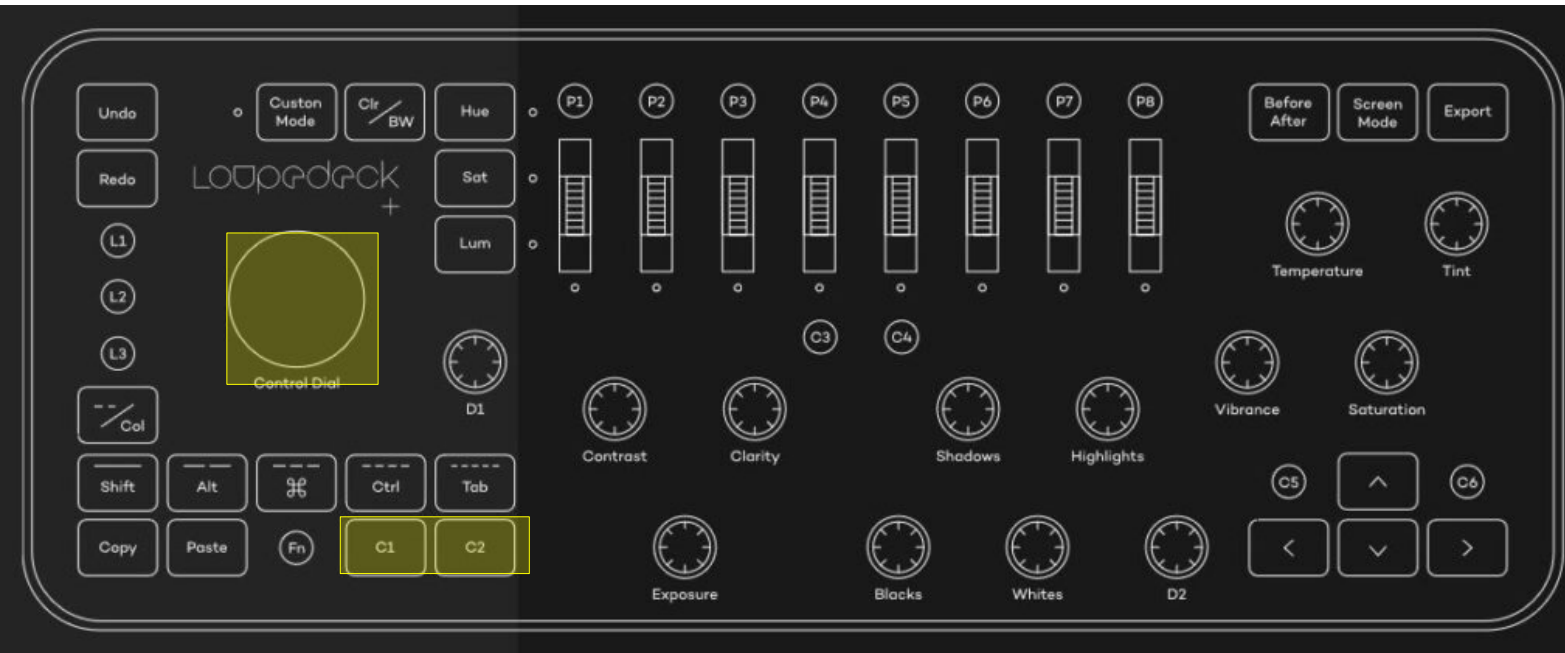 Undo
Custon
Mode
Clr
BW
Hue
P1 P2 P3 P4 P5 P6 P7 P8
Before
After
Screen
Mode
Export
Redo
Loupedeck
+
Sat
L1
Lum
Temperature
Tint
L2
L3
Control Dial
D1
C3 C4
Col
Contrast
Clarity
Shadows
Highlights
Vibrance
Saturation
Shift
Alt
⌘
Ctrl
Tab
C5
^
C6
Copy
Paste
Fn
C1
C2
Exposure
Blacks
Whites
D2
<
>